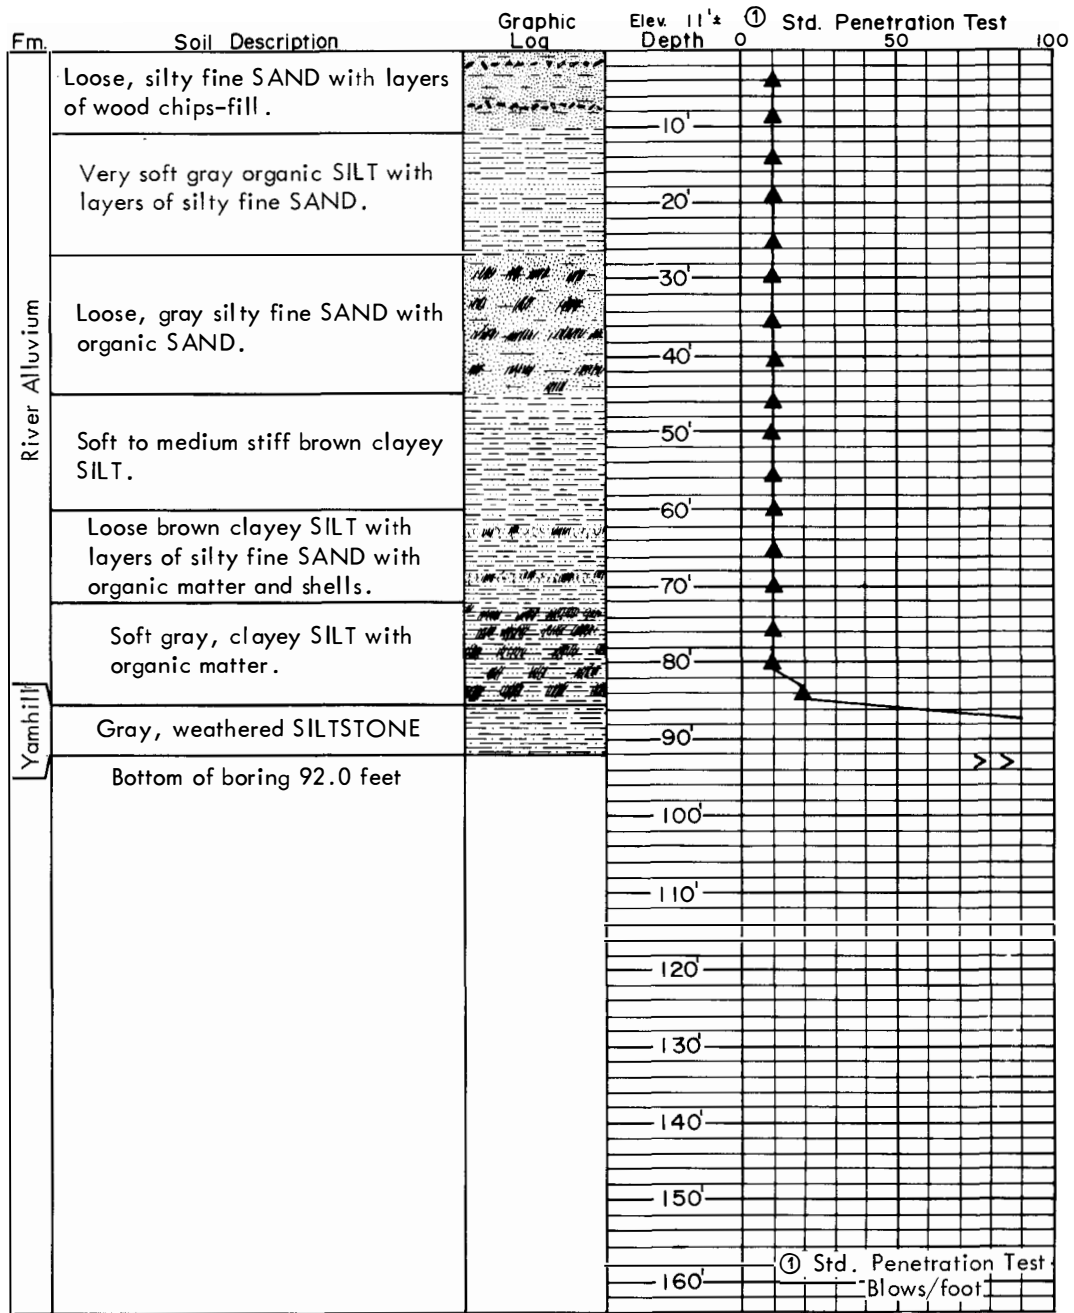 Graphic Elev. 11'± ① Std. Penetration Test
Fm. Soil Description Log Depth 0 50 100
Loose, silty fine SAND with layers
of wood chips-fill.
10'
Very soft gray organic SILT with
layers of silty fine SAND.
20'
30'
Loose, gray silty fine SAND with
organic SAND.
40'
River Alluvium
Soft to medium stiff brown clayey
SILT.
50'
60'
Loose brown clayey SILT with
layers of silty fine SAND with
organic matter and shells.
70'
Soft gray, clayey SILT with
organic matter.
80'
Yamhill
Gray, weathered SILTSTONE
90'
> >
Bottom of boring 92.0 feet
100'
110'
120'
130'
140'
150'
① Std. Penetration Test
160' Blows/foot